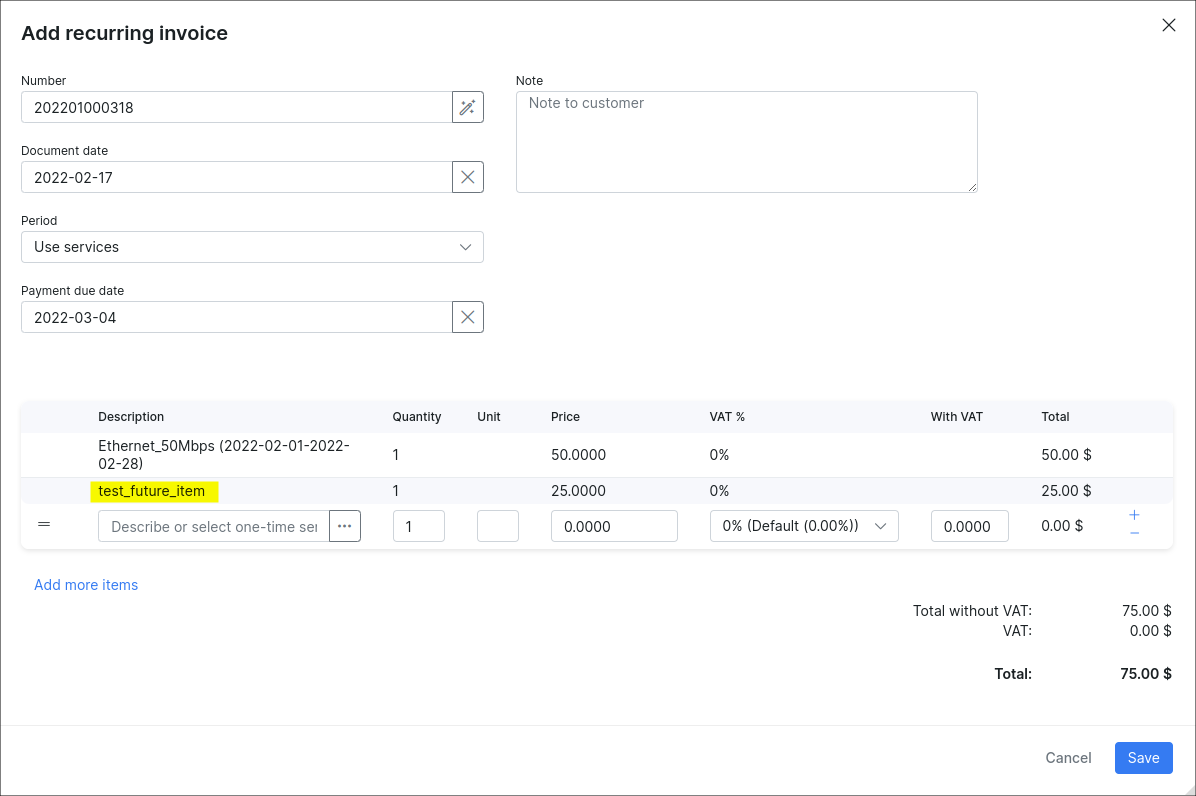 Add recurring invoice
Number
202201000318
Document date
2022-02-17
Period
Use services
Payment due date
2022-03-04
Note
Note to customer
Description Quantity Unit Price VAT % With VAT Total
Ethernet_50Mbps (2022-02-01-2022-
02-28) 1 50.0000 0% 50.00 $
test_future_item 1 25.0000 0% 25.00 $
Describe or select one-time ser ... 1 0.0000 0% (Default (0.00%)) 0.0000 0.00 $ + −
Add more items
Total without VAT: 75.00 $
VAT: 0.00 $
Total: 75.00 $
Cancel Save